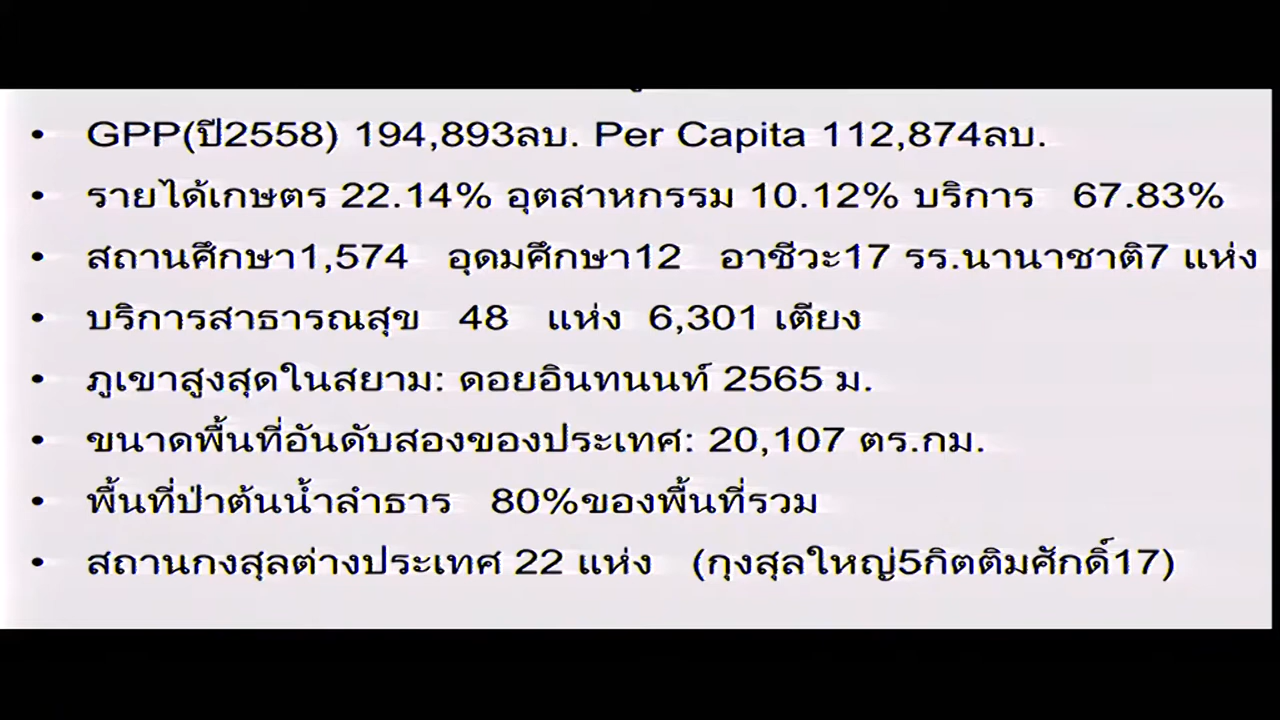 • GPP(ปี2558) 194,893ลบ. Per Capita 112,874ลบ.
• รายได้เกษตร 22.14% อุตสาหกรรม 10.12% บริการ 67.83%
• สถานศึกษา1,574 อุดมศึกษา12 อาชีวะ17 รร.นานาชาติ7 แห่ง
• บริการสาธารณสุข 48 แห่ง 6,301 เตียง
• ภูเขาสูงสุดในสยาม: ดอยอินทนนท์ 2565 ม.
• ขนาดพื้นที่อันดับสองของประเทศ: 20,107 ตร.กม.
• พื้นที่ป่าต้นน้ำลำธาร 80%ของพื้นที่รวม
• สถานกงสุลต่างประเทศ 22 แห่ง (กุงสุลใหญ่5กิตติมศักดิ์17)